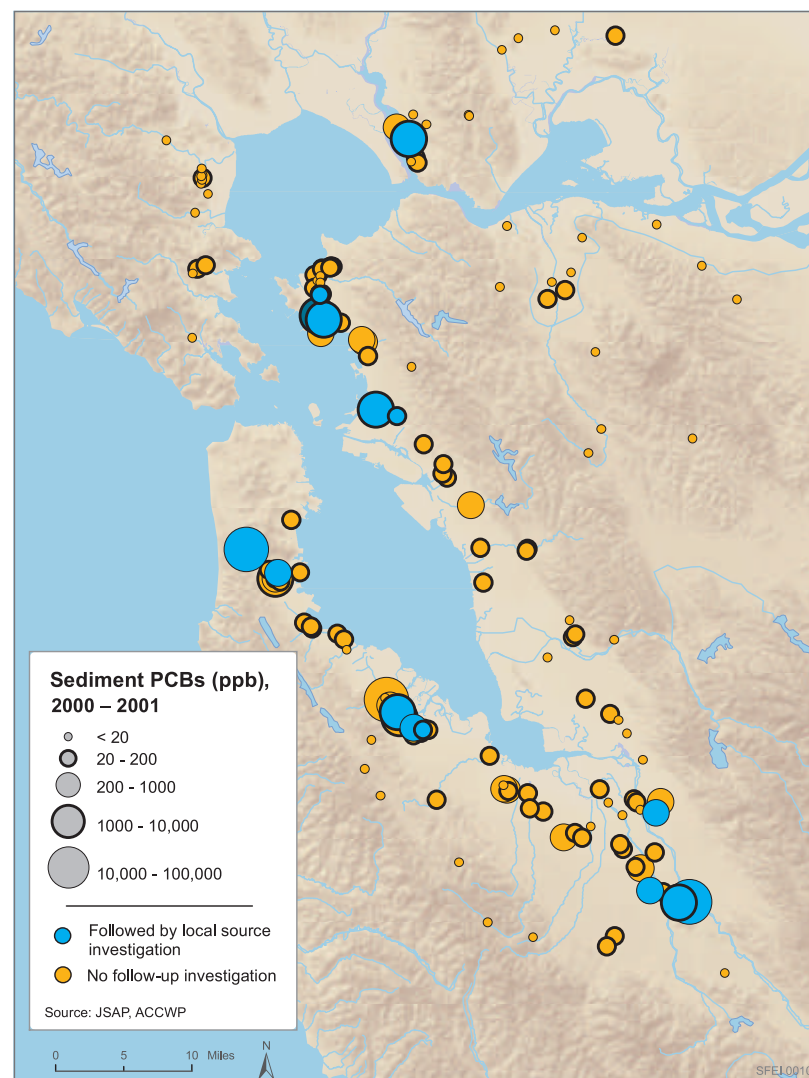 Sediment PCBs (ppb),
2000 – 2001
< 20
20 - 200
200 - 1000
1000 - 10,000
10,000 - 100,000
Followed by local source
investigation
No follow-up investigation
Source: JSAP, ACCWP
0 5 10 Miles
N